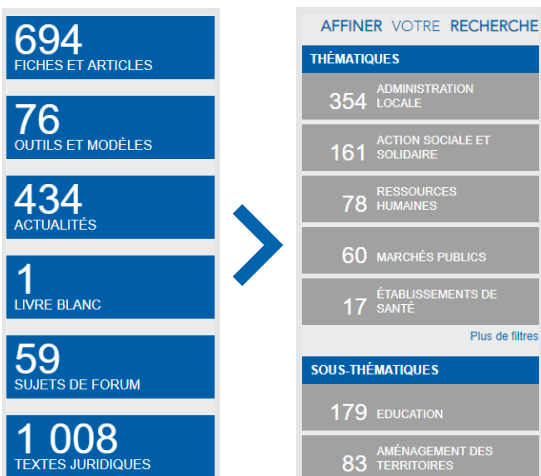 694
FICHES ET ARTICLES
76
OUTILS ET MODÈLES
434
ACTUALITÉS
1
LIVRE BLANC
59
SUJETS DE FORUM
1 008
TEXTES JURIDIQUES
AFFINER VOTRE RECHERCHE
THÉMATIQUES
354 ADMINISTRATION
LOCALE
161 ACTION SOCIALE ET
SOLIDAIRE
78 RESSOURCES
HUMAINES
60 MARCHÉS PUBLICS
17 ÉTABLISSEMENTS DE
SANTÉ
Plus de filtres
SOUS-THÉMATIQUES
179 EDUCATION
83 AMÉNAGEMENT DES
TERRITOIRES